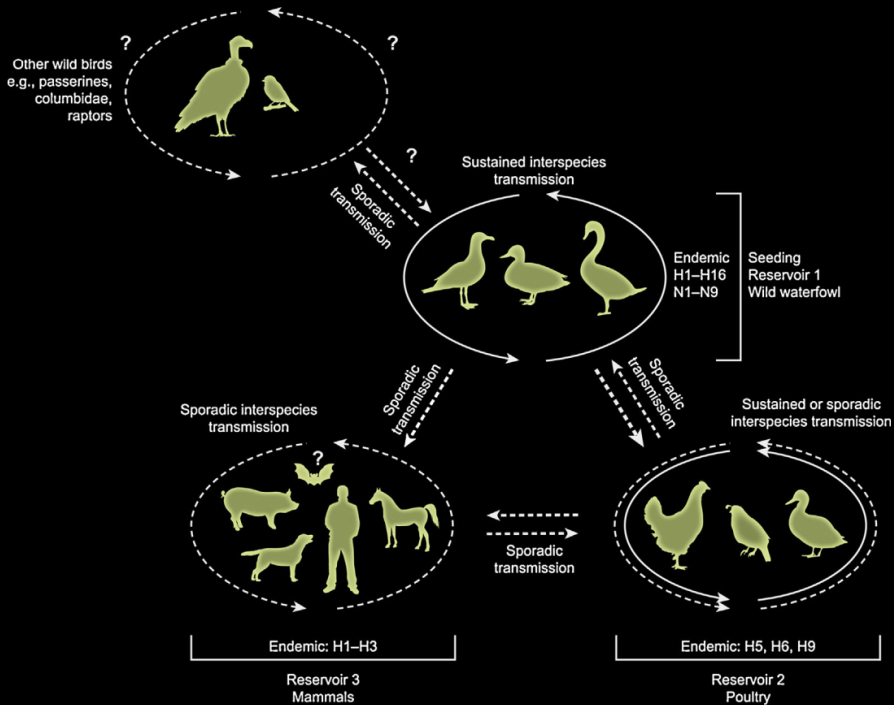 ?
?
Other wild birds
e.g., passerines,
columbidae,
raptors
?
Sporadic
transmission
Sustained interspecies
transmission
Endemic
H1–H16
N1–N9
Seeding
Reservoir 1
Wild waterfowl
Sporadic
transmission
Sporadic
transmission
Sporadic interspecies
transmission
Sustained or sporadic
interspecies transmission
?
Sporadic
transmission
Endemic: H1–H3
Endemic: H5, H6, H9
Reservoir 3
Mammals
Reservoir 2
Poultry